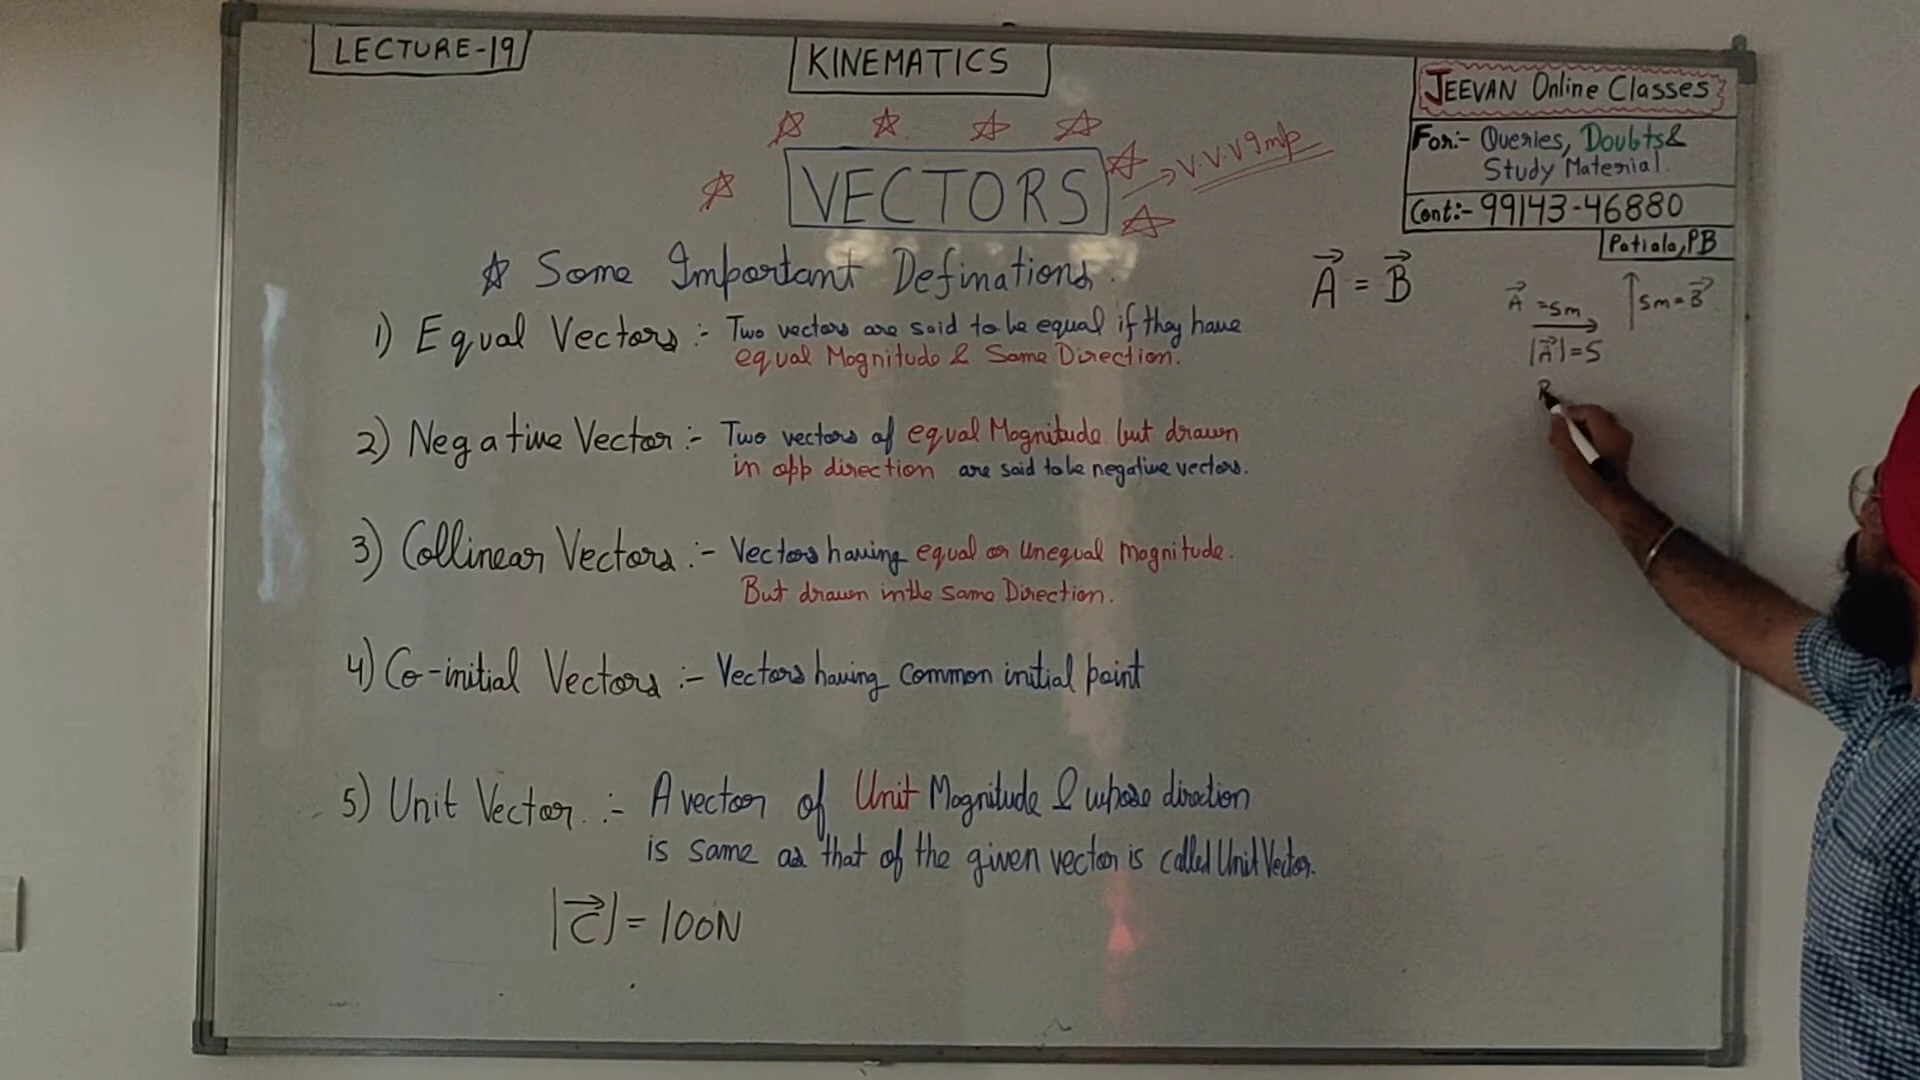 LECTURE-19
KINEMATICS
JEEVAN Online Classes
For:- Queries, Doubts &
Study Material.
Cont:- 99143-46880
Patiala, PB
VECTORS
→ V.V.V Imp
☆ Some Important Definations.
1) Equal Vectors :- Two vectors are said to be equal if they have
equal Magnitude & Same Direction.
2) Negative Vector :- Two vectors of equal Magnitude but drawn
in opp direction are said to be negative vectors.
3) Collinear Vectors :- Vectors having equal or Unequal Magnitude.
But drawn in the same Direction.
4) Co-initial Vectors :- Vectors having common initial point
5) Unit Vector :- A vector of Unit Magnitude & whose direction
is same as that of the given vector is called Unit Vector.
|C⃗| = 100N
A⃗ = B⃗
A⃗ = 5m
5m = B⃗
|A⃗| = 5